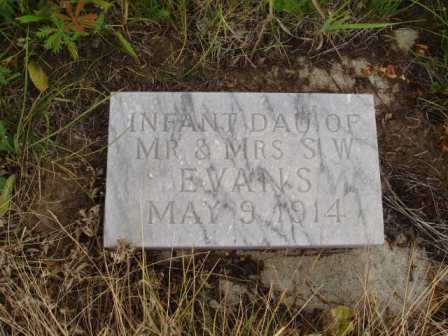 INFANT DAU OF
MR & MRS S. W.
EVANS
MAY 9, 1914